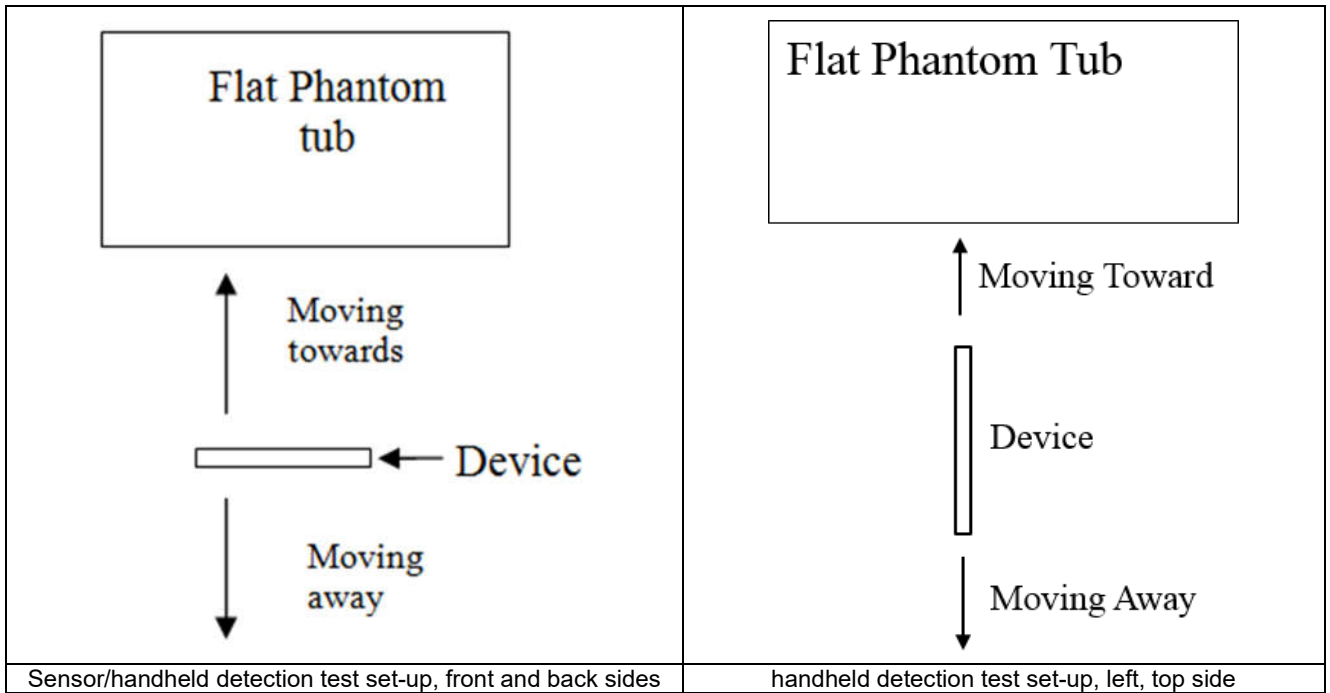 Flat Phantom
tub
Moving
towards
Device
Moving
away
Sensor/handheld detection test set-up, front and back sides
Flat Phantom Tub
Moving Toward
Device
Moving Away
handheld detection test set-up, left, top side